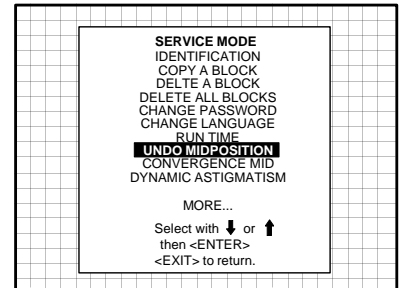 SERVICE MODE
IDENTIFICATION
COPY A BLOCK
DELTE A BLOCK
DELETE ALL BLOCKS
CHANGE PASSWORD
CHANGE LANGUAGE
RUN TIME
UNDO MIDPOSITION
CONVERGENCE MID
DYNAMIC ASTIGMATISM
MORE...
Select with ⬇ or ⬆
then <ENTER>
<EXIT> to return.